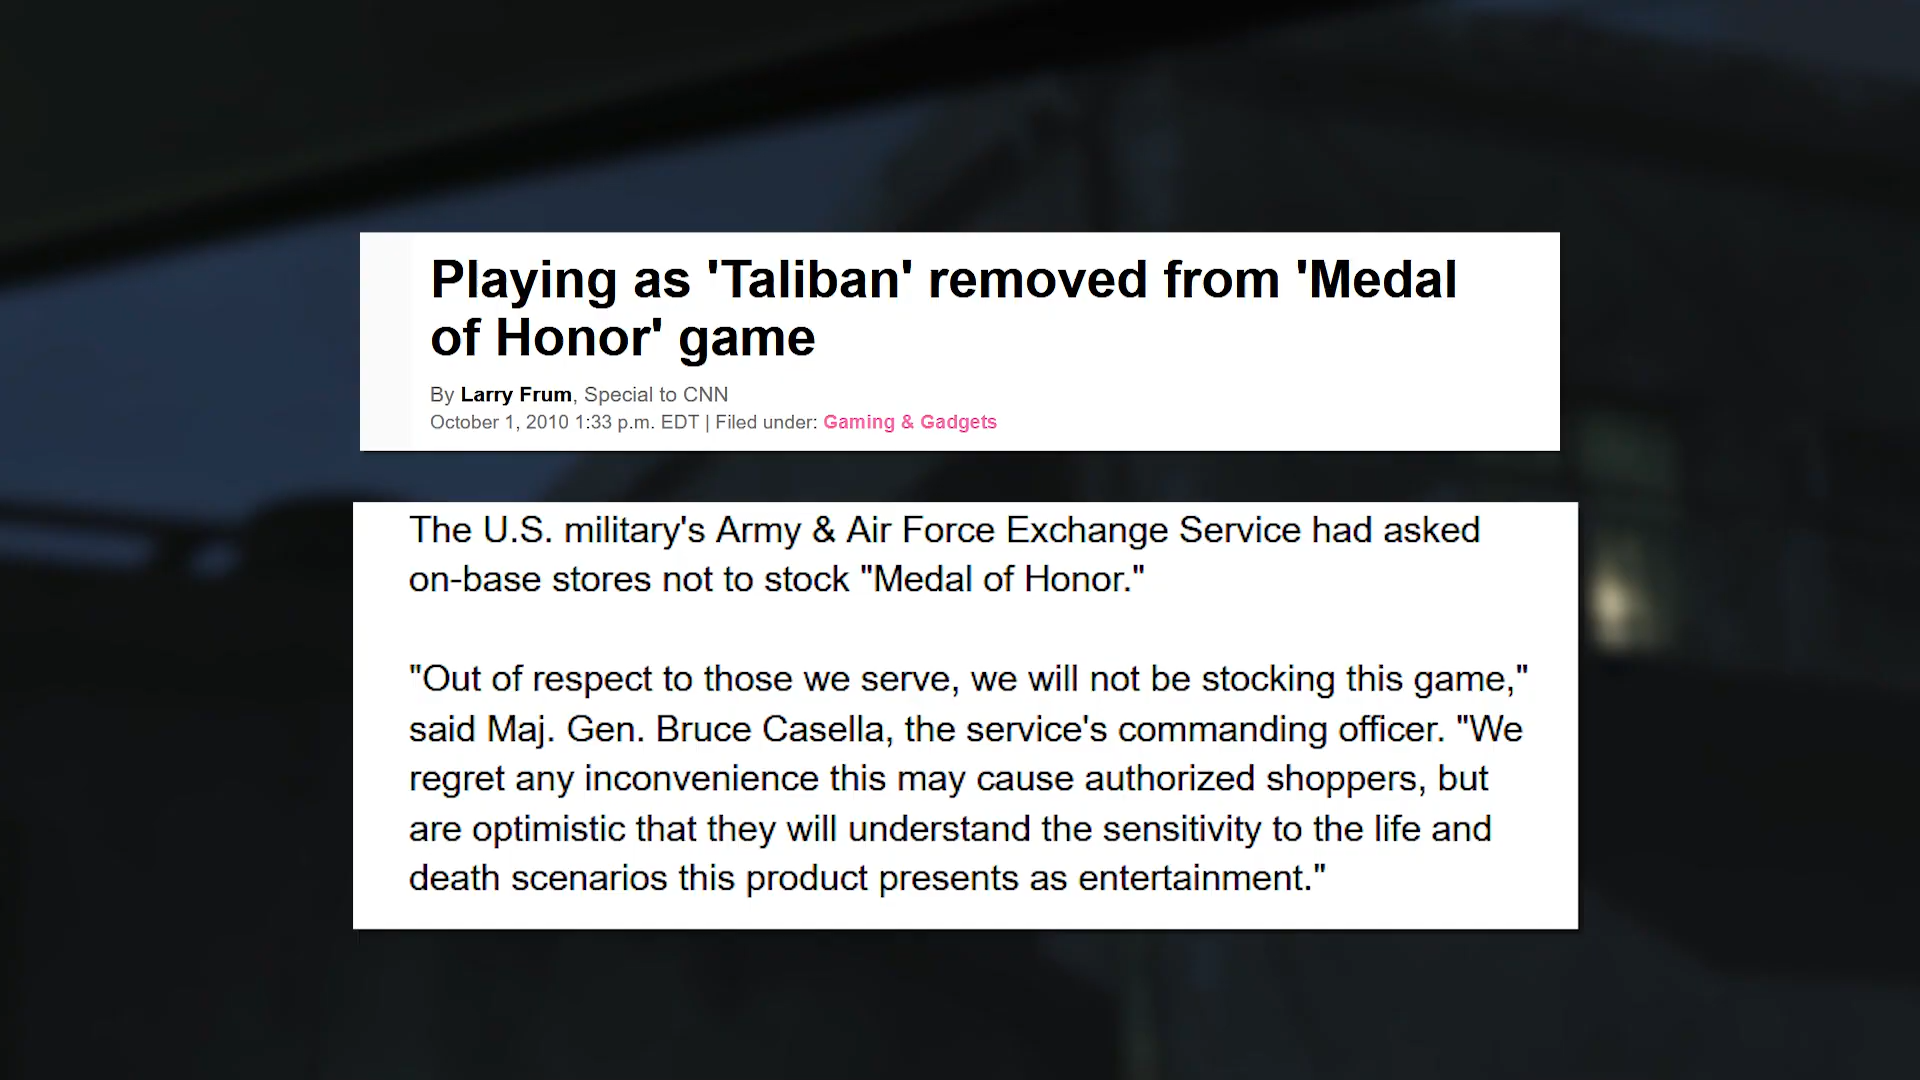 Playing as 'Taliban' removed from 'Medal
of Honor' game
By Larry Frum, Special to CNN
October 1, 2010 1:33 p.m. EDT | Filed under: Gaming & Gadgets
The U.S. military's Army & Air Force Exchange Service had asked
on-base stores not to stock "Medal of Honor."
"Out of respect to those we serve, we will not be stocking this game,"
said Maj. Gen. Bruce Casella, the service's commanding officer. "We
regret any inconvenience this may cause authorized shoppers, but
are optimistic that they will understand the sensitivity to the life and
death scenarios this product presents as entertainment."